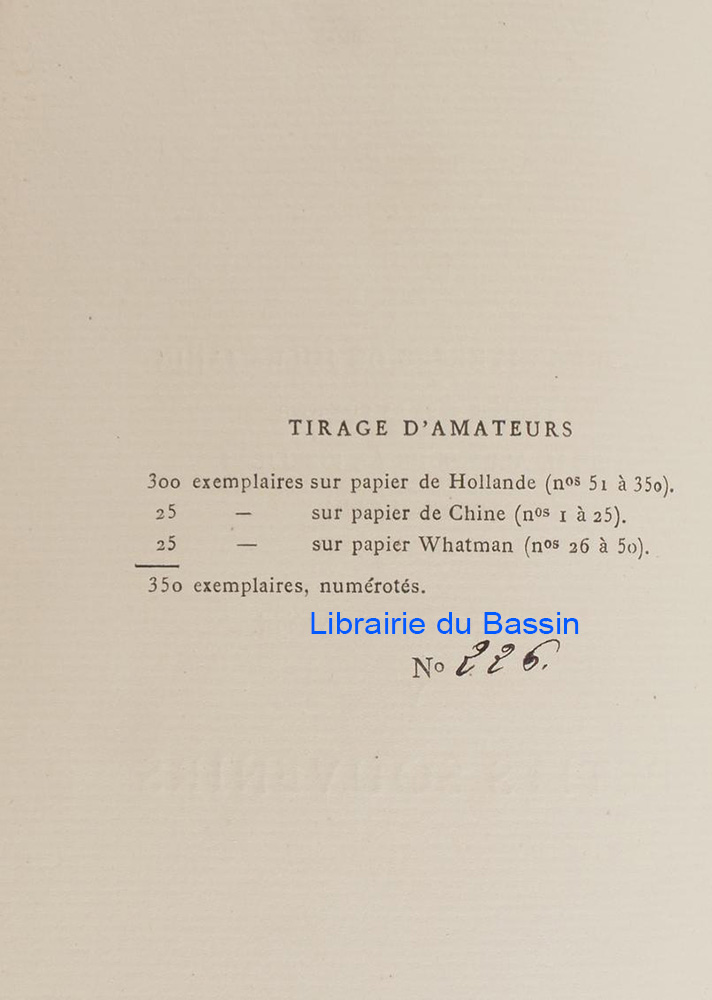 TIRAGE D'AMATEURS
300 exemplaires sur papier de Hollande (nos 51 à 350).
25 — sur papier de Chine (nos 1 à 25).
25 — sur papier Whatman (nos 26 à 50).
350 exemplaires, numérotés.
Librairie du Bassin
No 226.